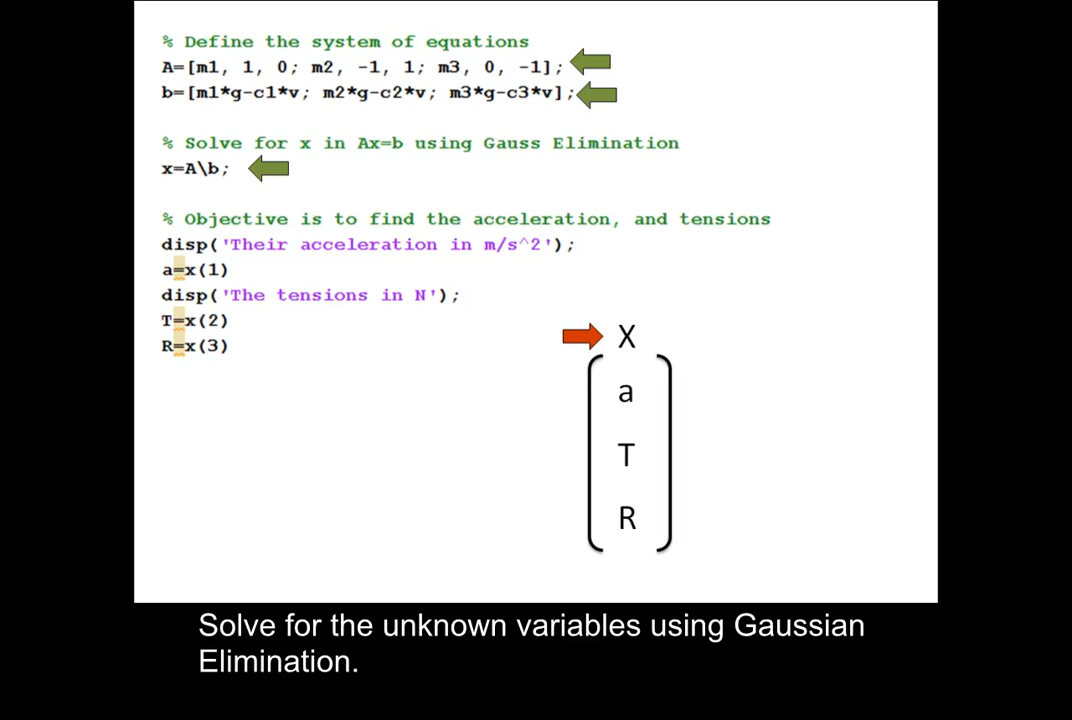 % Define the system of equations
A=[m1, 1, 0; m2, -1, 1; m3, 0, -1];
b=[m1*g-c1*v; m2*g-c2*v; m3*g-c3*v];
% Solve for x in Ax=b using Gauss Elimination
x=A\b;
% Objective is to find the acceleration, and tensions
disp('Their acceleration in m/s^2');
a=x(1)
disp('The tensions in N');
T=x(2)
R=x(3)
X
a
T
R
Solve for the unknown variables using Gaussian
Elimination.